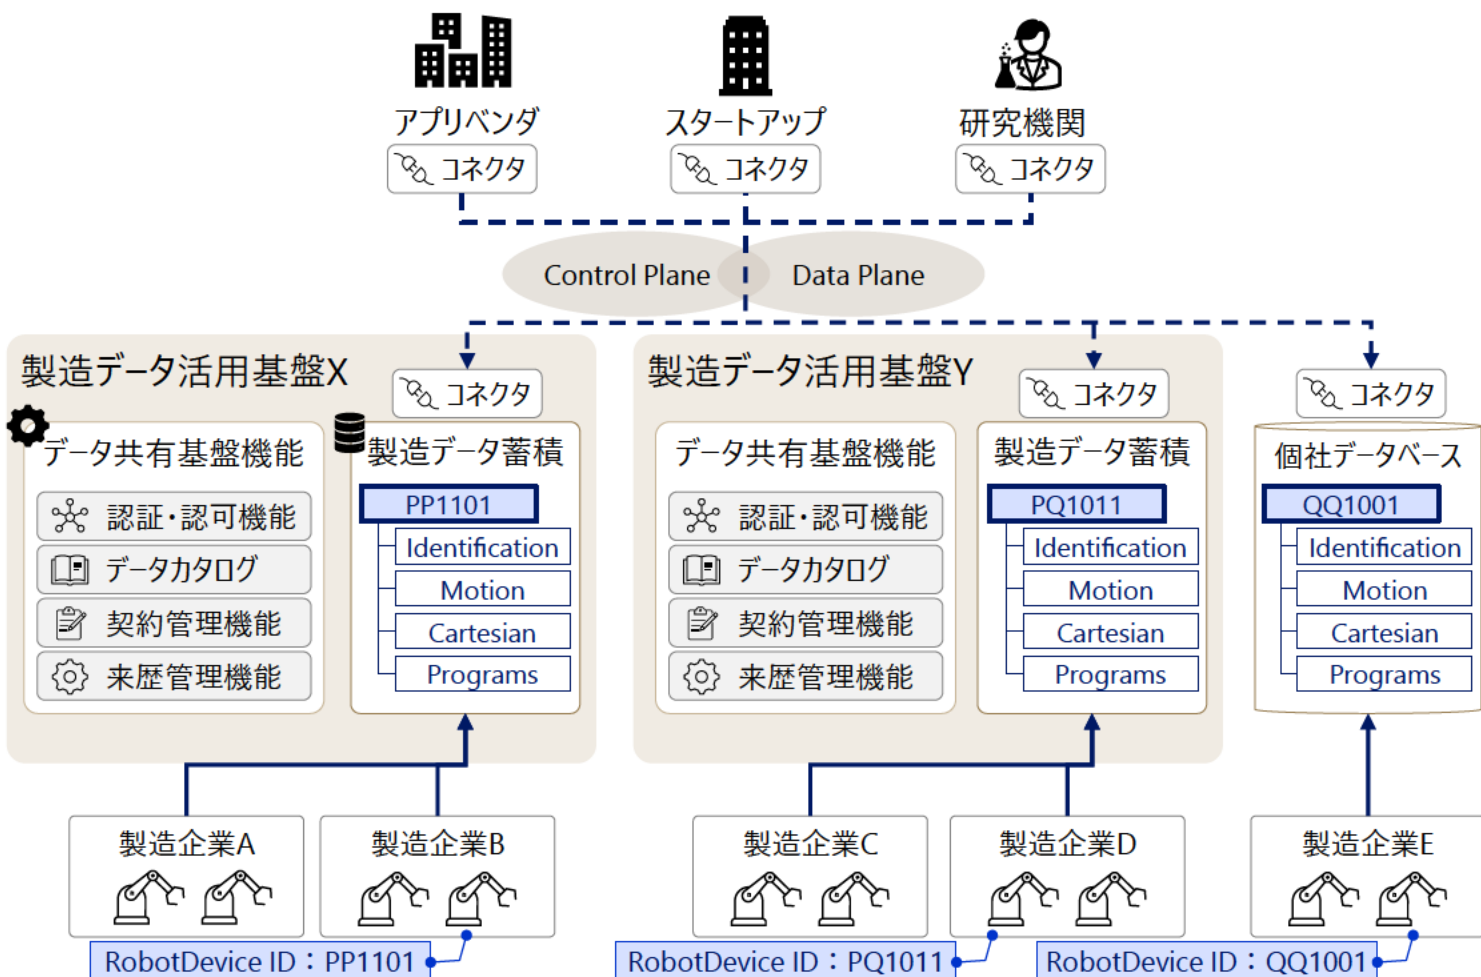 アプリベンダ
スタートアップ
研究機関
コネクタ
コネクタ
コネクタ
Control Plane
Data Plane
製造データ活用基盤X
コネクタ
データ共有基盤機能
認証・認可機能
データカタログ
契約管理機能
来歴管理機能
製造データ蓄積
PP1101
Identification
Motion
Cartesian
Programs
製造データ活用基盤Y
コネクタ
データ共有基盤機能
認証・認可機能
データカタログ
契約管理機能
来歴管理機能
製造データ蓄積
PQ1011
Identification
Motion
Cartesian
Programs
コネクタ
個社データベース
QQ1001
Identification
Motion
Cartesian
Programs
製造企業A
製造企業B
製造企業C
製造企業D
製造企業E
RobotDevice ID：PP1101
RobotDevice ID：PQ1011
RobotDevice ID：QQ1001